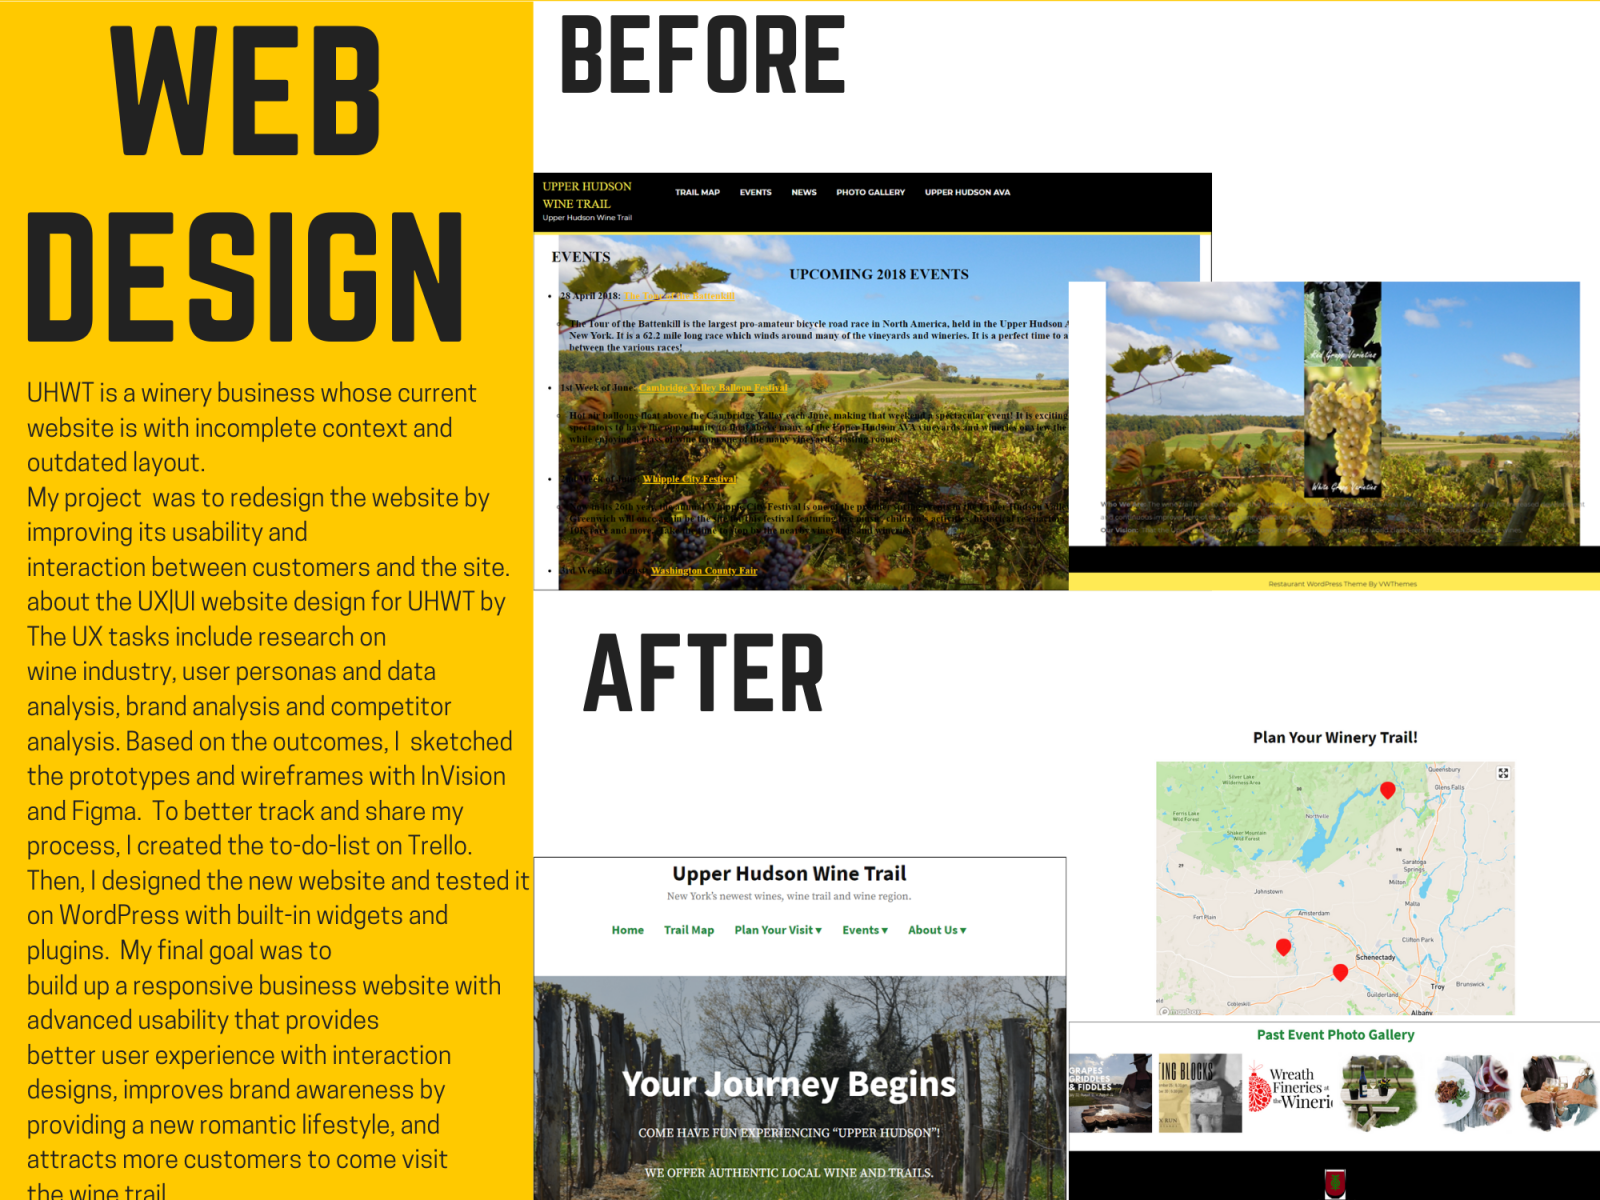 WEB
DESIGN
UHWT is a winery business whose current
website is with incomplete context and
outdated layout.
My project was to redesign the website by
improving its usability and
interaction between customers and the site.
about the UX|UI website design for UHWT by
The UX tasks include research on
wine industry, user personas and data
analysis, brand analysis and competitor
analysis. Based on the outcomes, I sketched
the prototypes and wireframes with InVision
and Figma. To better track and share my
process, I created the to-do-list on Trello.
Then, I designed the new website and tested it
on WordPress with built-in widgets and
plugins. My final goal was to
build up a responsive business website with
advanced usability that provides
better user experience with interaction
designs, improves brand awareness by
providing a new romantic lifestyle, and
attracts more customers to come visit
the wine trail
BEFORE
UPPER HUDSON
WINE TRAIL
Upper Hudson Wine Trail
TRAIL MAP EVENTS NEWS PHOTO GALLERY UPPER HUDSON AVA
EVENTS
UPCOMING 2018 EVENTS
28 April 2018: The Tour of the Battenkill
The Tour of the Battenkill is the largest pro-amateur bicycle road race in North America, held in the Upper Hudson A
New York. It is a 62.2 mile long race which winds around many of the vineyards and wineries. It is a perfect time to a
between the various races!
1st Week of June: Cambridge Valley Balloon Festival
Hot air balloons float above the Cambridge Valley each June, making that weekend a spectacular event! It is exciting
spectators to have the opportunity to float above many of the Upper Hudson AVA vineyards and wineries or view the
while enjoying a glass of wine from one of the many vineyards' tasting rooms.
Whipple City Festival
Washington County Fair
Red Grape Varieties
White Grape Varieties
Restaurant WordPress Theme By VWThemes
AFTER
Upper Hudson Wine Trail
New York's newest wines, wine trail and wine region.
Home Trail Map Plan Your Visit ▾ Events ▾ About Us ▾
Your Journey Begins
COME HAVE FUN EXPERIENCING “UPPER HUDSON”!
WE OFFER AUTHENTIC LOCAL WINE AND TRAILS.
Plan Your Winery Trail!
Silver Lake
Wilderness Area
Queensbury
Glens Falls
Ferris Lake
Wild Forest
Northville
Shaker Mountain
Wild Forest
Saratoga
Springs
Milton
Johnstown
Malta
Fort Plain
Amsterdam
Clifton Park
Schenectady
Cobleskill
Guilderland
Troy
Brunswick
Albany
mapbox
Past Event Photo Gallery
GRAPES
GRIDDLES
& FIDDLES
TING BLOCKS
Wreath
Fineries at
the Wineri